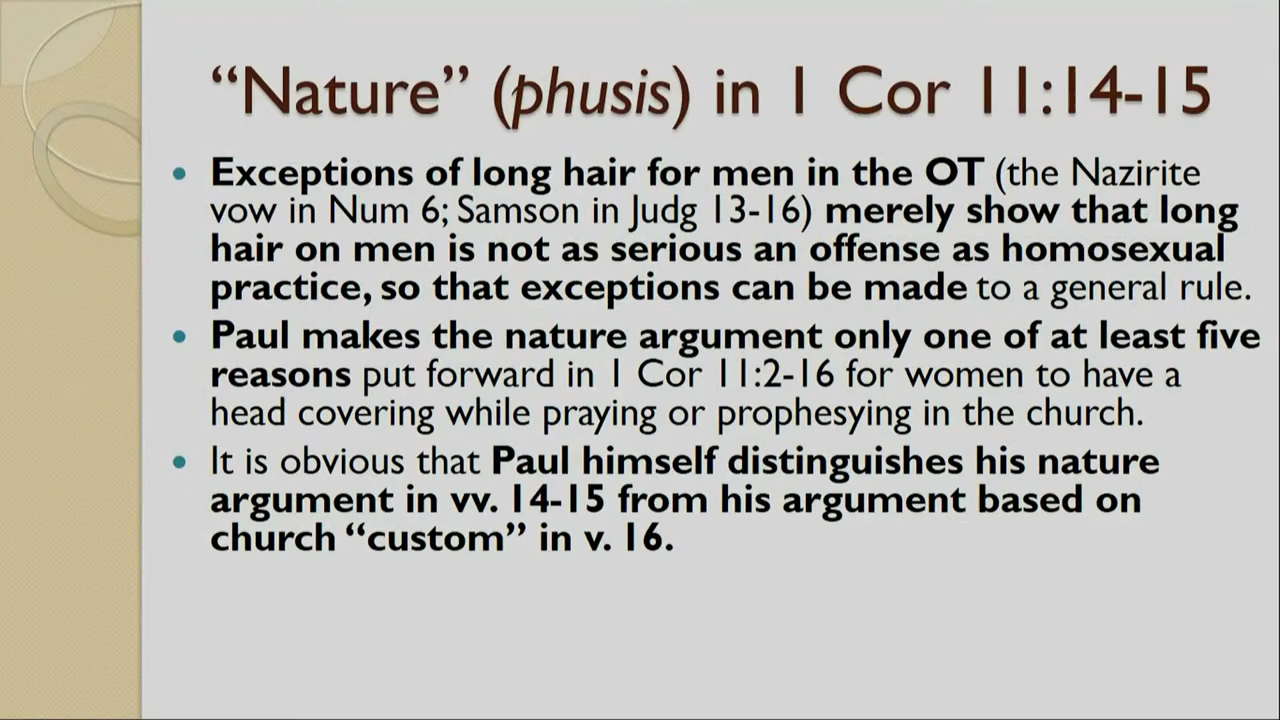 “Nature” (phusis) in 1 Cor 11:14-15
• Exceptions of long hair for men in the OT (the Nazirite
vow in Num 6; Samson in Judg 13-16) merely show that long
hair on men is not as serious an offense as homosexual
practice, so that exceptions can be made to a general rule.
• Paul makes the nature argument only one of at least five
reasons put forward in 1 Cor 11:2-16 for women to have a
head covering while praying or prophesying in the church.
• It is obvious that Paul himself distinguishes his nature
argument in vv. 14-15 from his argument based on
church “custom” in v. 16.